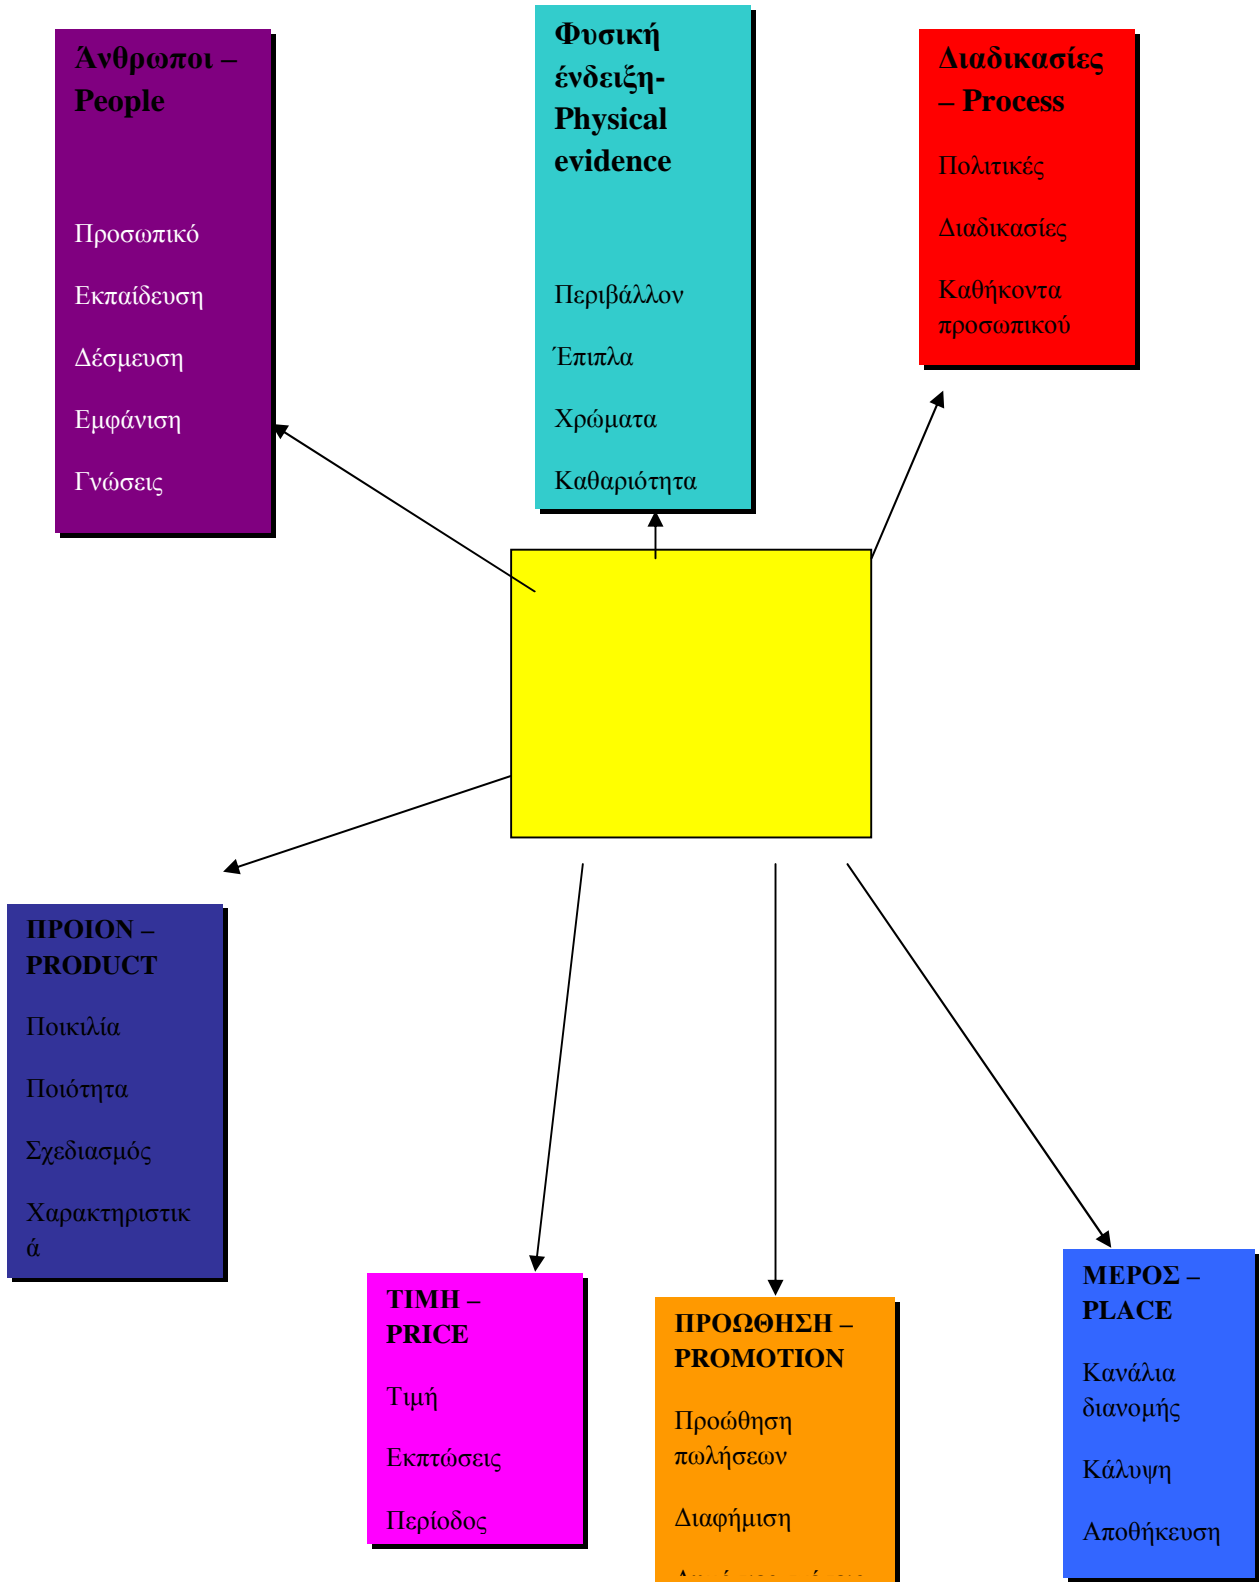 Άνθρωποι –
People
Προσωπικό
Εκπαίδευση
Δέσμευση
Εμφάνιση
Γνώσεις
Φυσική
ένδειξη-
Physical
evidence
Περιβάλλον
Έπιπλα
Χρώματα
Καθαριότητα
Διαδικασίες
– Process
Πολιτικές
Διαδικασίες
Καθήκοντα
προσωπικού
ΠΡΟΙΟΝ –
PRODUCT
Ποικιλία
Ποιότητα
Σχεδιασμός
Χαρακτηριστικ
ά
ΤΙΜΗ –
PRICE
Τιμή
Εκπτώσεις
Περίοδος
ΠΡΟΩΘΗΣΗ –
PROMOTION
Προώθηση
πωλήσεων
Διαφήμιση
ΜΕΡΟΣ –
PLACE
Κανάλια
διανομής
Κάλυψη
Αποθήκευση